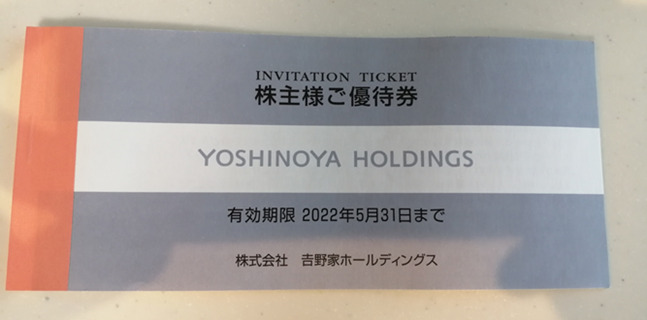 INVITATION TICKET
株主様ご優待券
YOSHINOYA HOLDINGS
有効期限 2022年5月31日まで
株式会社 𠮷野家ホールディングス